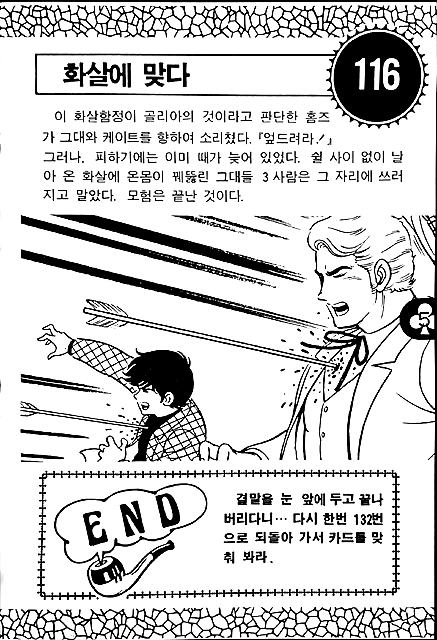 화살에 맞다
116
이 화살함정이 골리아의 것이라고 판단한 홈즈
가 그대와 케이트를 향하여 소리쳤다. 『엎드려라!』
그러나, 피하기에는 이미 때가 늦어 있었다. 쉴 사이 없이 날
아 온 화살에 온몸이 꿰뚫린 그대들 3 사람은 그 자리에 쓰러
지고 말았다. 모험은 끝난 것이다.
5
END
결말을 눈 앞에 두고 끝나
버리다니… 다시 한번 132번
으로 되돌아 가서 카드를 맞
춰 봐라.